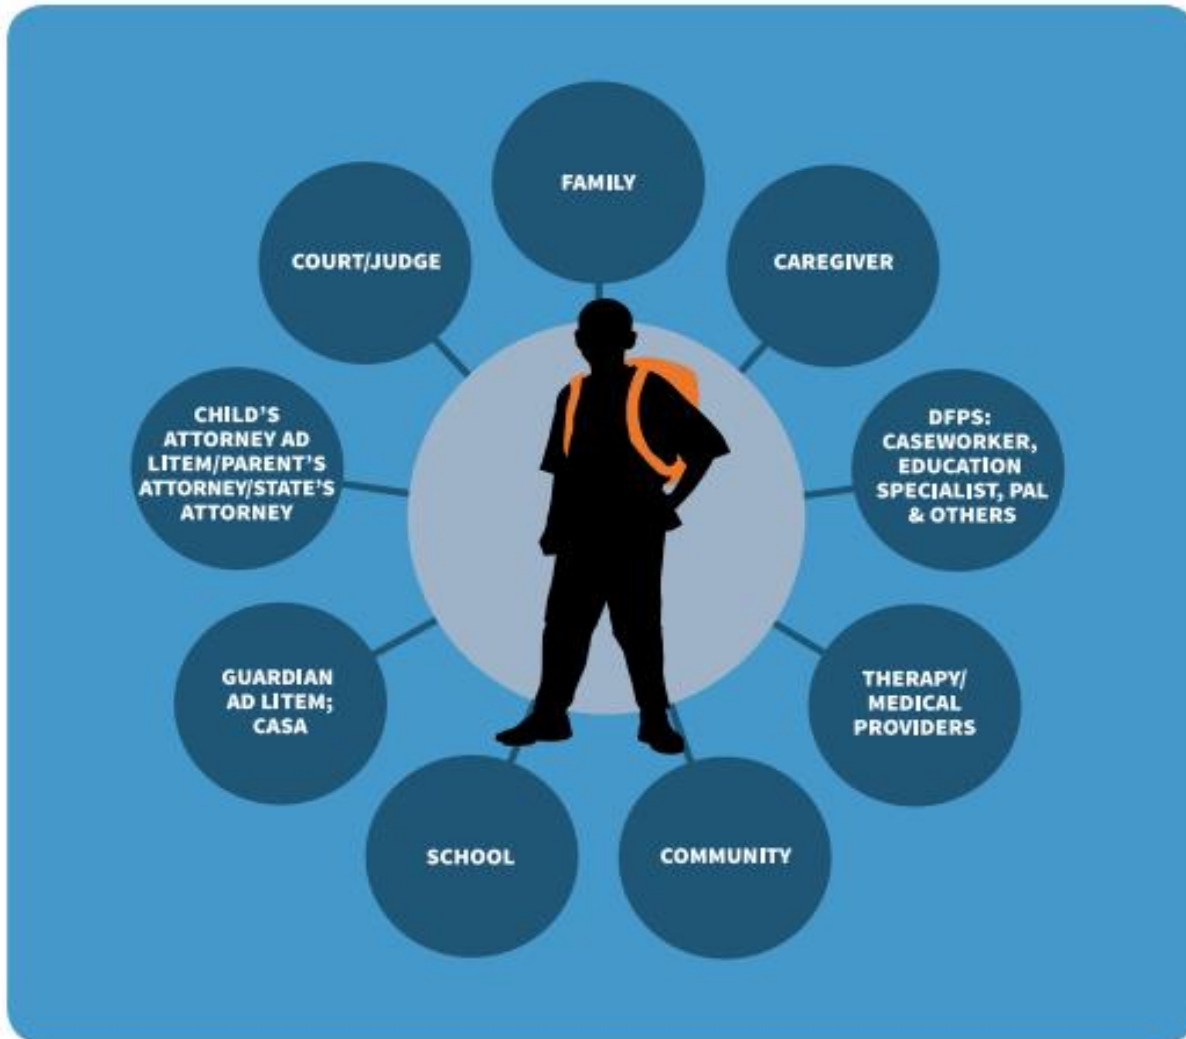 FAMILY
COURT/JUDGE
CAREGIVER
CHILD'S
ATTORNEY AD
LITEM/PARENT'S
ATTORNEY/STATE'S
ATTORNEY
DFPS:
CASEWORKER,
EDUCATION
SPECIALIST, PAL
& OTHERS
GUARDIAN
AD LITEM;
CASA
THERAPY/
MEDICAL
PROVIDERS
SCHOOL
COMMUNITY